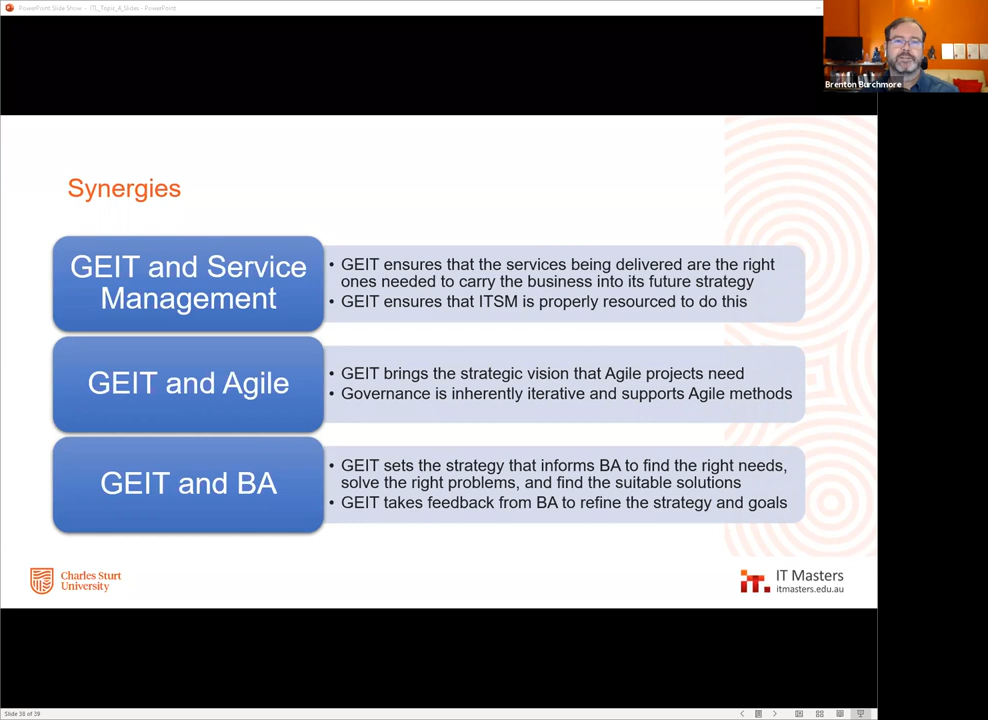 PowerPoint Slide Show - ITL_Topic_A_Slides - PowerPoint
Brenton Burchmore
Synergies
GEIT and Service
Management
• GEIT ensures that the services being delivered are the right
ones needed to carry the business into its future strategy
• GEIT ensures that ITSM is properly resourced to do this
GEIT and Agile
• GEIT brings the strategic vision that Agile projects need
• Governance is inherently iterative and supports Agile methods
GEIT and BA
• GEIT sets the strategy that informs BA to find the right needs,
solve the right problems, and find the suitable solutions
• GEIT takes feedback from BA to refine the strategy and goals
Charles Sturt
University
IT Masters
itmasters.edu.au
Slide 38 of 39